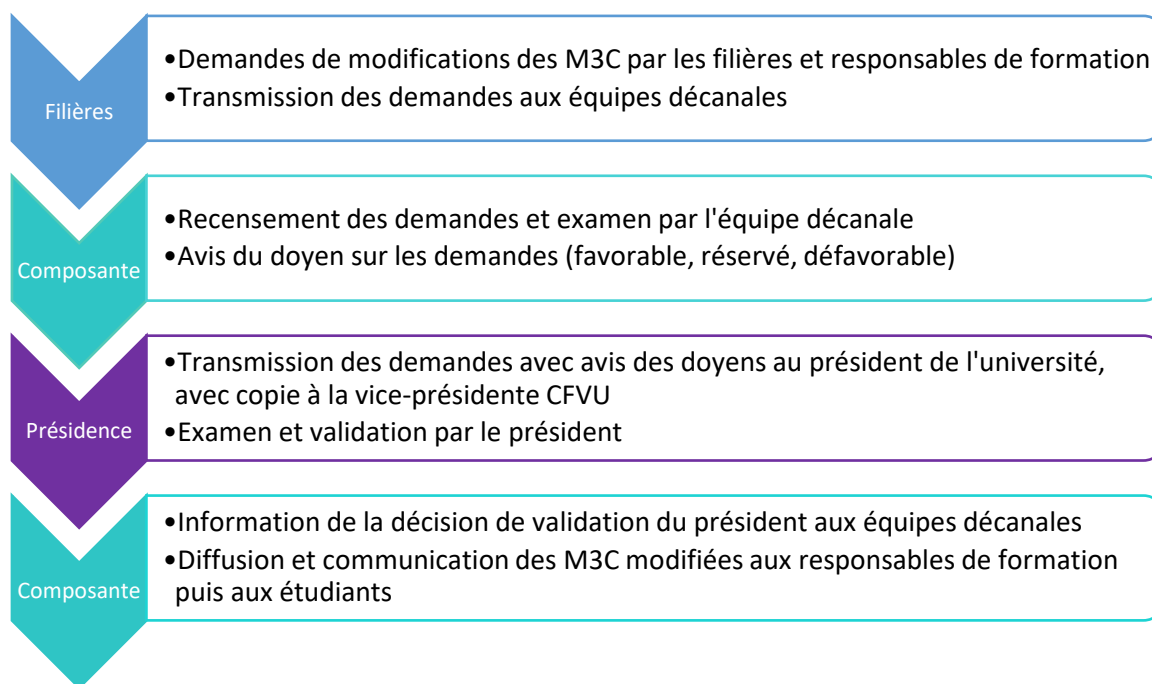 Filières
•Demandes de modifications des M3C par les filières et responsables de formation
•Transmission des demandes aux équipes décanales
Composante
•Recensement des demandes et examen par l'équipe décanale
•Avis du doyen sur les demandes (favorable, réservé, défavorable)
Présidence
•Transmission des demandes avec avis des doyens au président de l'université,
avec copie à la vice-présidente CFVU
•Examen et validation par le président
Composante
•Information de la décision de validation du président aux équipes décanales
•Diffusion et communication des M3C modifiées aux responsables de formation
puis aux étudiants